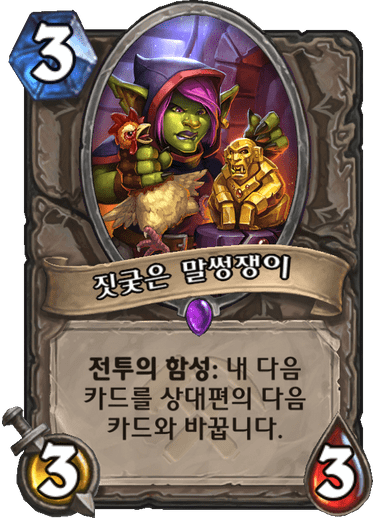 3
짓궂은 말썽쟁이
전투의 함성: 내 다음
카드를 상대편의 다음
카드와 바꿉니다.
3
3